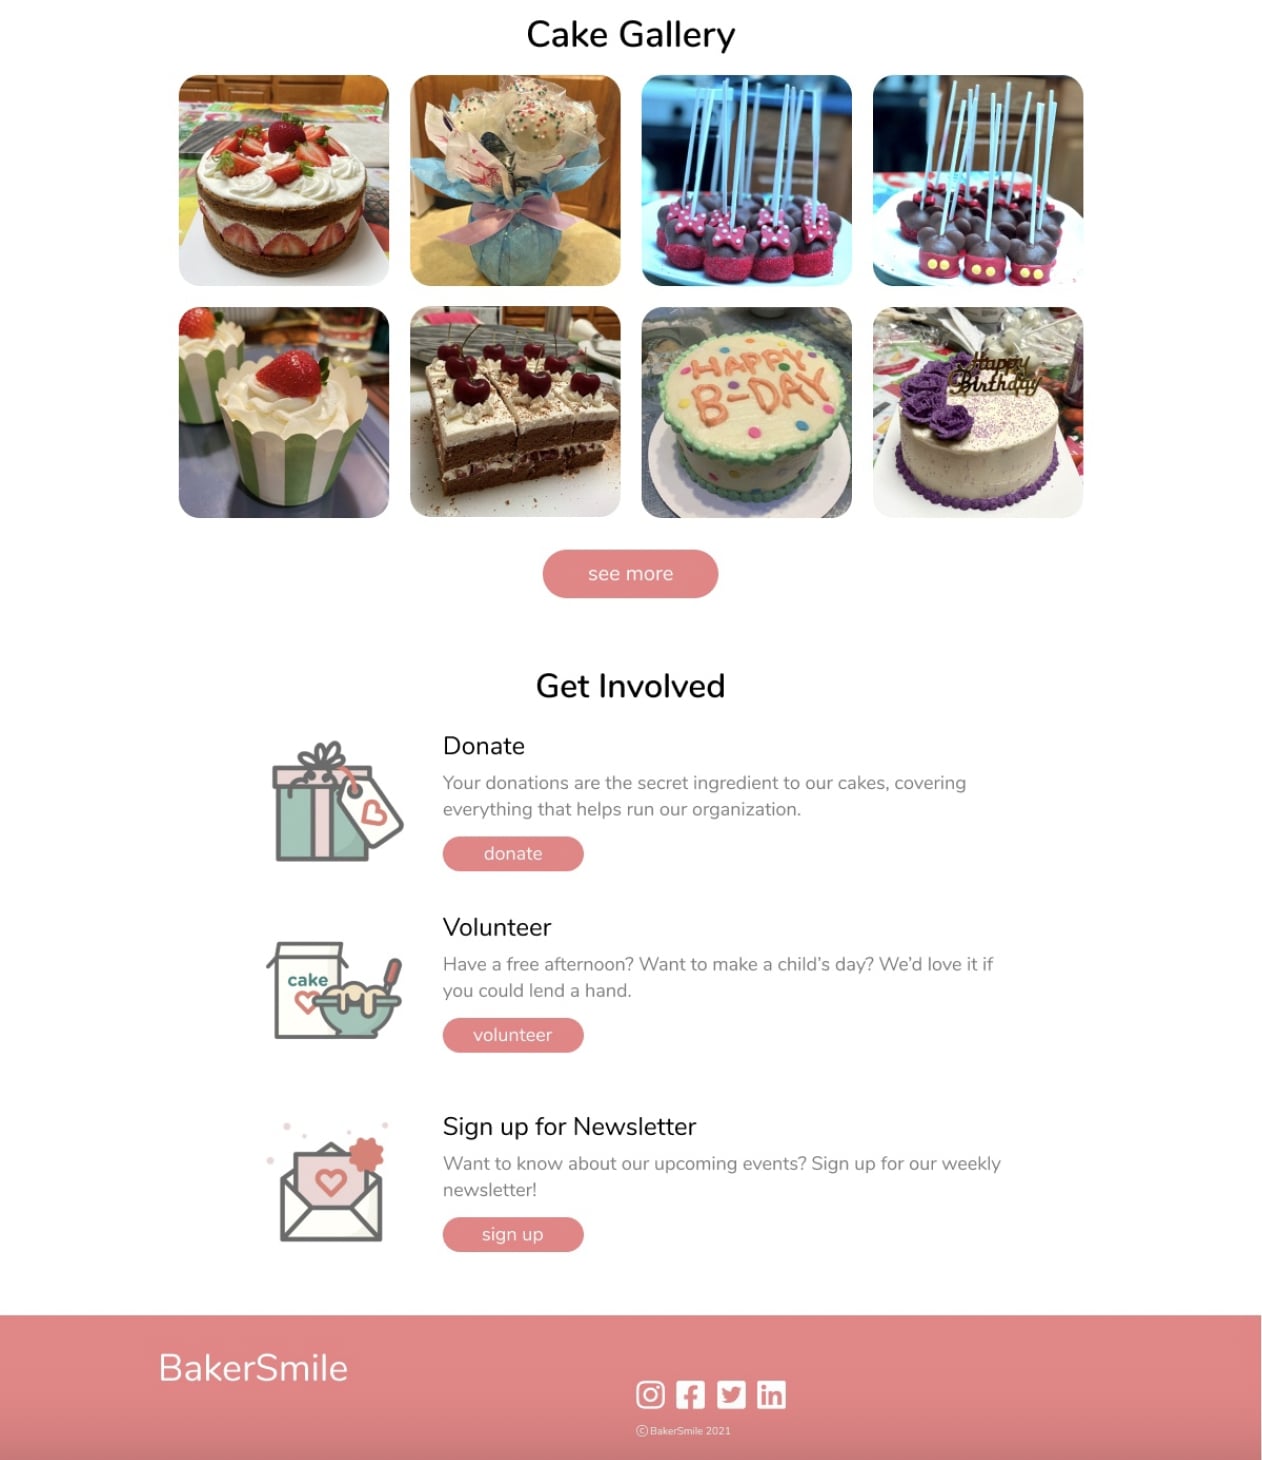 Cake Gallery
HAPPY
B-DAY
Happy
Birthday
see more
Get Involved
Donate
Your donations are the secret ingredient to our cakes, covering
everything that helps run our organization.
donate
Volunteer
Have a free afternoon? Want to make a child's day? We'd love it if
you could lend a hand.
cake
volunteer
Sign up for Newsletter
Want to know about our upcoming events? Sign up for our weekly
newsletter!
sign up
BakerSmile
© BakerSmile 2021